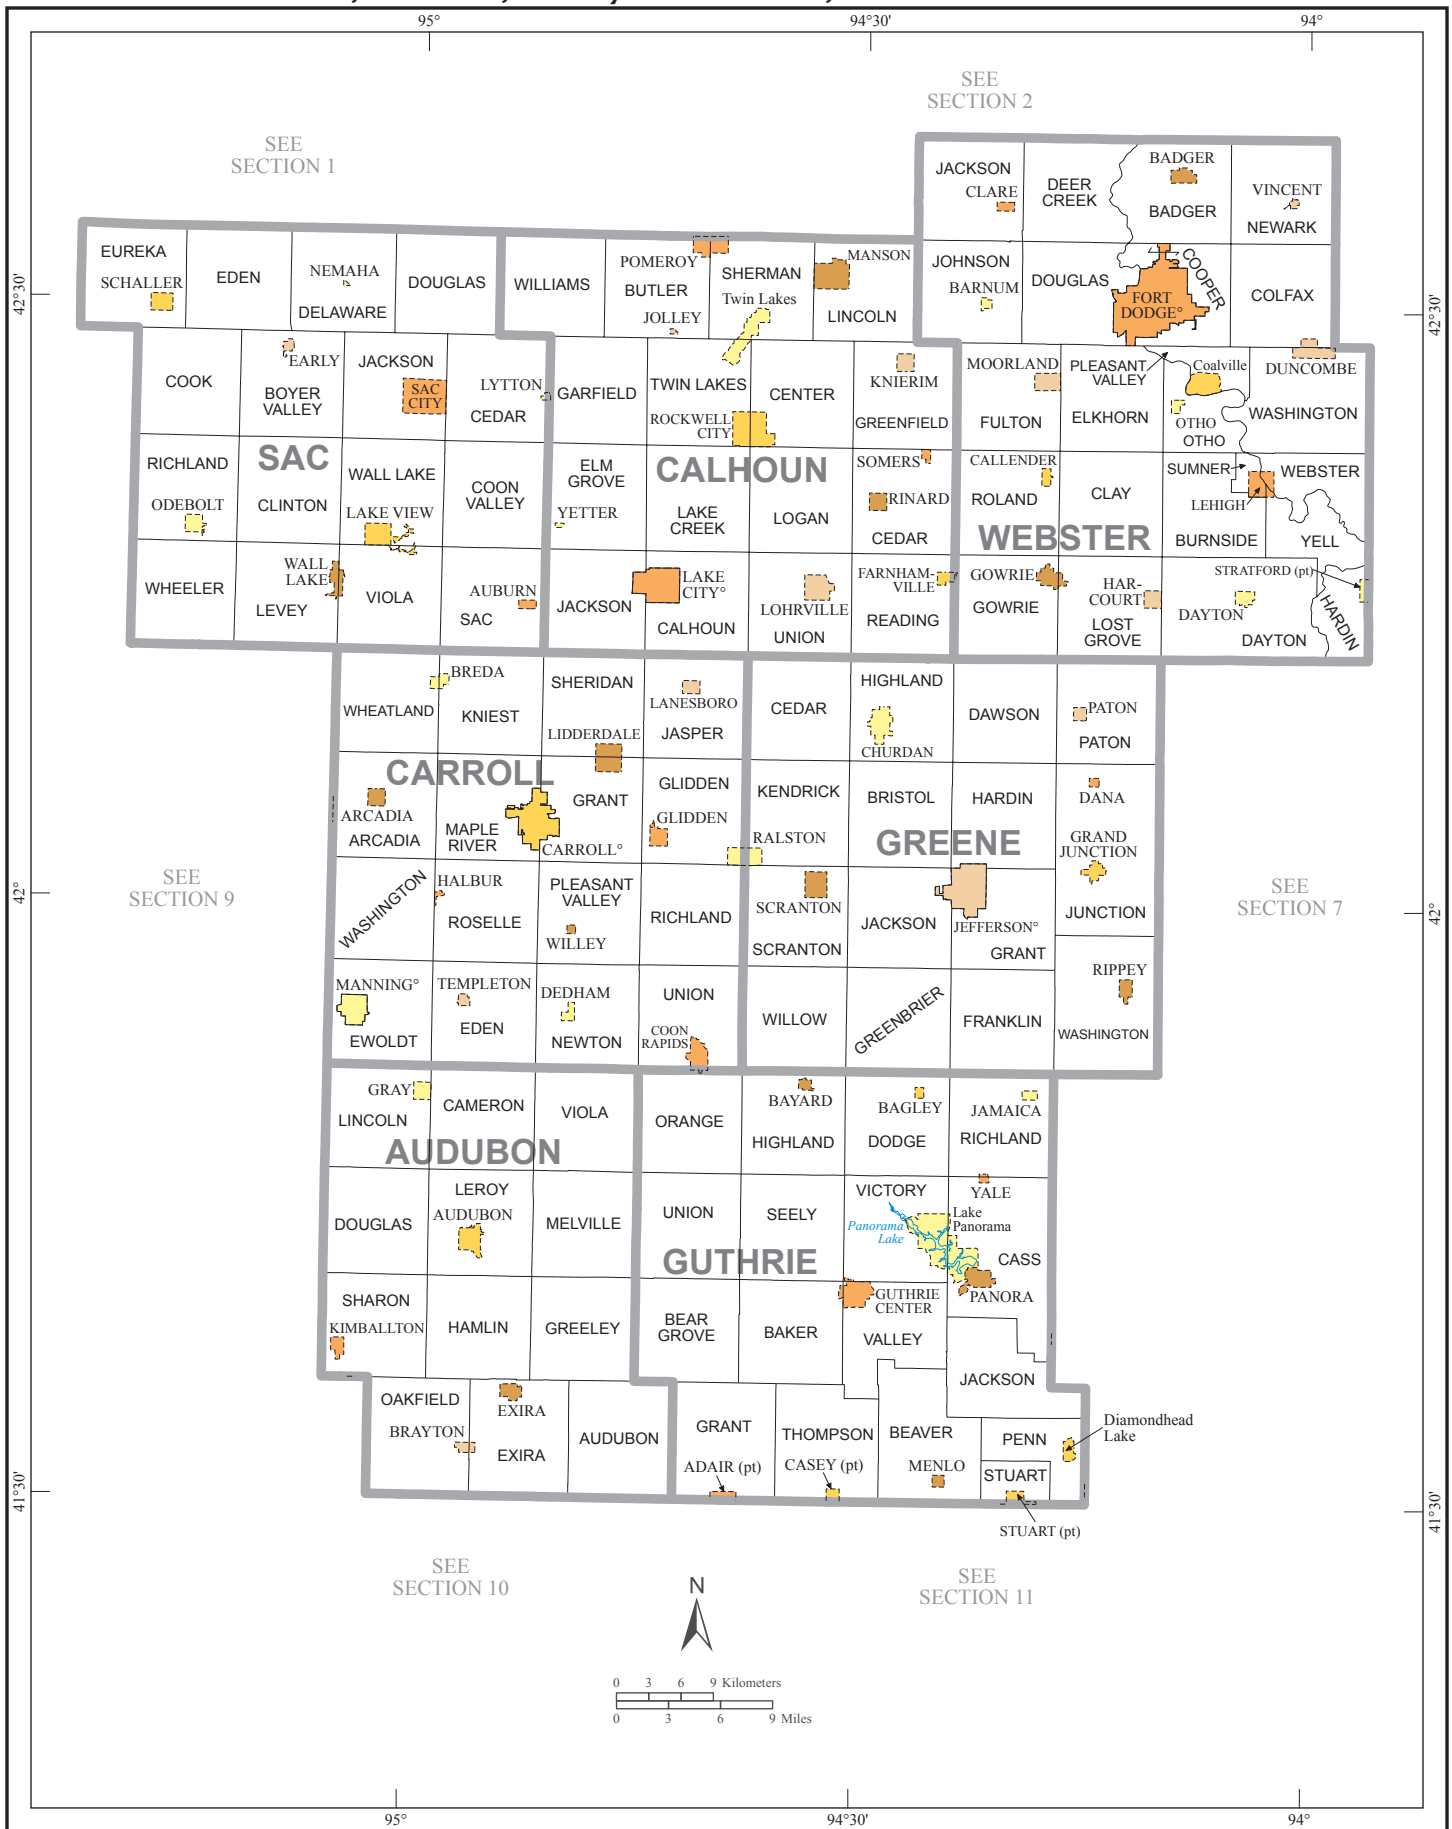 95°
94°30'
94°
SEE
SECTION 2
SEE
SECTION 1
JACKSON
CLARE
DEER
CREEK
BADGER
BADGER
VINCENT
NEWARK
EUREKA
SCHALLER
EDEN
NEMAHA
DELAWARE
DOUGLAS
WILLIAMS
POMEROY
BUTLER
JOLLEY
SHERMAN
Twin Lakes
MANSON
LINCOLN
JOHNSON
BARNUM
DOUGLAS
COOPER
FORT
DODGE°
COLFAX
42°30'
42°30'
COOK
EARLY
BOYER
VALLEY
JACKSON
SAC
CITY
LYTTON
CEDAR
GARFIELD
TWIN LAKES
ROCKWELL
CITY
CENTER
KNIERIM
GREENFIELD
MOORLAND
FULTON
PLEASANT
VALLEY
ELKHORN
Coalville
OTHO
OTHO
DUNCOMBE
WASHINGTON
RICHLAND
ODEBOLT
SAC
CLINTON
WALL LAKE
LAKE VIEW
COON
VALLEY
ELM
GROVE
YETTER
CALHOUN
LAKE
CREEK
LOGAN
SOMERS
RINARD
CEDAR
CALLENDER
ROLAND
CLAY
WEBSTER
SUMNER
LEHIGH
BURNSIDE
WEBSTER
YELL
WHEELER
WALL
LAKE
LEVEY
VIOLA
AUBURN
SAC
JACKSON
LAKE
CITY°
CALHOUN
LOHRVILLE
UNION
FARNHAM-
VILLE
READING
GOWRIE
GOWRIE
HAR-
COURT
LOST
GROVE
STRATFORD (pt)
DAYTON
DAYTON
HARDIN
BREDA
WHEATLAND
KNIEST
SHERIDAN
LIDDERDALE
LANESBORO
JASPER
CEDAR
HIGHLAND
CHURDAN
DAWSON
PATON
PATON
CARROLL
ARCADIA
ARCADIA
MAPLE
RIVER
GRANT
CARROLL°
GLIDDEN
GLIDDEN
KENDRICK
RALSTON
BRISTOL
HARDIN
GREENE
DANA
GRAND
JUNCTION
JUNCTION
SEE
SECTION 9
42°
42°
SEE
SECTION 7
WASHINGTON
HALBUR
ROSELLE
PLEASANT
VALLEY
WILLEY
RICHLAND
SCRANTON
SCRANTON
JACKSON
JEFFERSON°
GRANT
MANNING°
EWOLDT
TEMPLETON
EDEN
DEDHAM
NEWTON
UNION
COON
RAPIDS
WILLOW
GREENBRIER
FRANKLIN
RIPPEY
WASHINGTON
GRAY
LINCOLN
CAMERON
VIOLA
AUDUBON
ORANGE
BAYARD
HIGHLAND
BAGLEY
DODGE
JAMAICA
RICHLAND
DOUGLAS
LEROY
AUDUBON
MELVILLE
UNION
SEELY
GUTHRIE
VICTORY
Panorama
Lake
YALE
Lake
Panorama
CASS
PANORA
SHARON
KIMBALLTON
HAMLIN
GREELEY
BEAR
GROVE
BAKER
GUTHRIE
CENTER
VALLEY
JACKSON
OAKFIELD
BRAYTON
EXIRA
EXIRA
AUDUBON
GRANT
ADAIR (pt)
THOMPSON
CASEY (pt)
BEAVER
MENLO
PENN
STUART
Diamondhead
Lake
STUART (pt)
41°30'
41°30'
SEE
SECTION 10
SEE
SECTION 11
N
0 3 6 9 Kilometers
0 3 6 9 Miles
95°
94°30'
94°